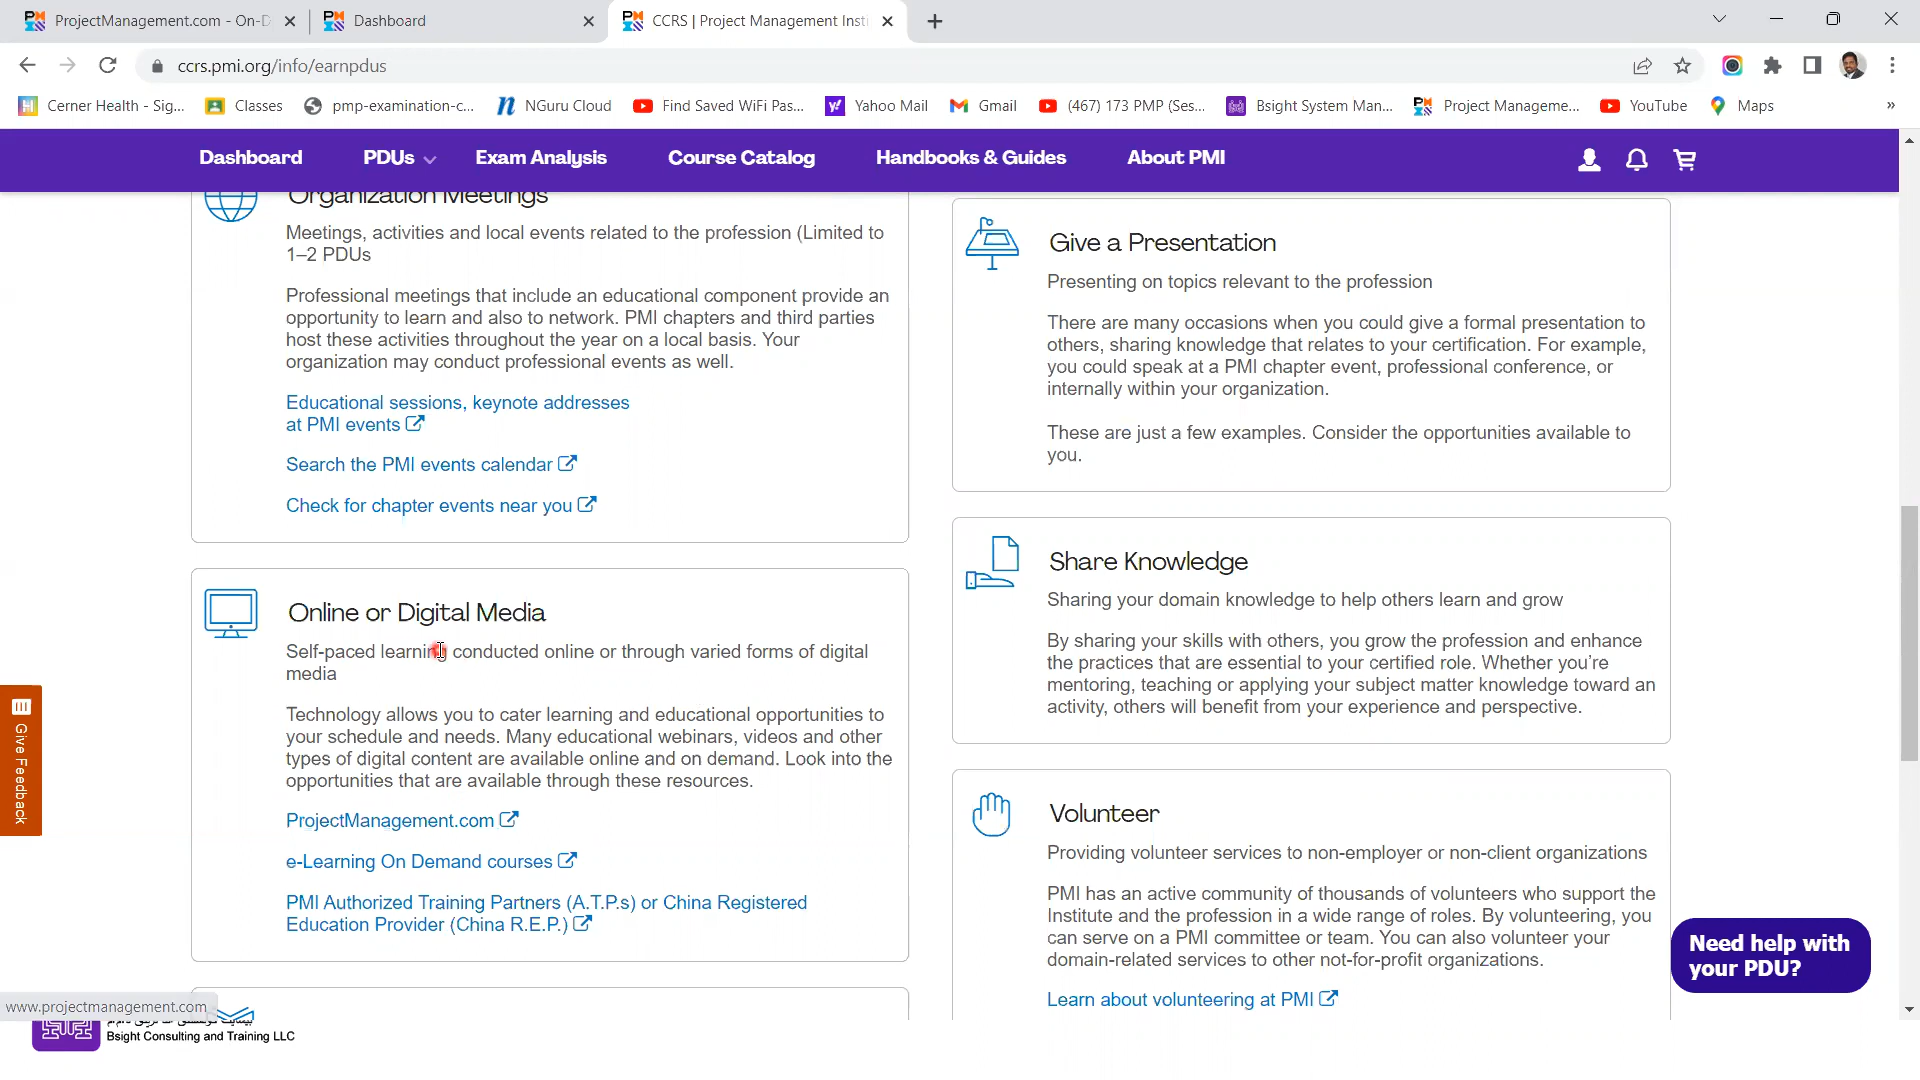 ProjectManagement.com - On-D
Dashboard
CCRS | Project Management Insti
ccrs.pmi.org/info/earnpdus
Cerner Health - Sig...
Classes
pmp-examination-c...
NGuru Cloud
Find Saved WiFi Pas...
Yahoo Mail
Gmail
(467) 173 PMP (Ses...
Bsight System Man...
Project Manageme...
YouTube
Maps
»
Dashboard
PDUs
Exam Analysis
Course Catalog
Handbooks & Guides
About PMI
Organization Meetings
Meetings, activities and local events related to the profession (Limited to
1–2 PDUs
Professional meetings that include an educational component provide an
opportunity to learn and also to network. PMI chapters and third parties
host these activities throughout the year on a local basis. Your
organization may conduct professional events as well.
Educational sessions, keynote addresses
at PMI events
Search the PMI events calendar
Check for chapter events near you
Online or Digital Media
Self-paced learning conducted online or through varied forms of digital
media
Technology allows you to cater learning and educational opportunities to
your schedule and needs. Many educational webinars, videos and other
types of digital content are available online and on demand. Look into the
opportunities that are available through these resources.
ProjectManagement.com
e-Learning On Demand courses
PMI Authorized Training Partners (A.T.P.s) or China Registered
Education Provider (China R.E.P.)
Give a Presentation
Presenting on topics relevant to the profession
There are many occasions when you could give a formal presentation to
others, sharing knowledge that relates to your certification. For example,
you could speak at a PMI chapter event, professional conference, or
internally within your organization.
These are just a few examples. Consider the opportunities available to
you.
Share Knowledge
Sharing your domain knowledge to help others learn and grow
By sharing your skills with others, you grow the profession and enhance
the practices that are essential to your certified role. Whether you're
mentoring, teaching or applying your subject matter knowledge toward an
activity, others will benefit from your experience and perspective.
Volunteer
Providing volunteer services to non-employer or non-client organizations
PMI has an active community of thousands of volunteers who support the
Institute and the profession in a wide range of roles. By volunteering, you
can serve on a PMI committee or team. You can also volunteer your
domain-related services to other not-for-profit organizations.
Learn about volunteering at PMI
Give Feedback
Need help with
your PDU?
www.projectmanagement.com
Bsight Consulting and Training LLC